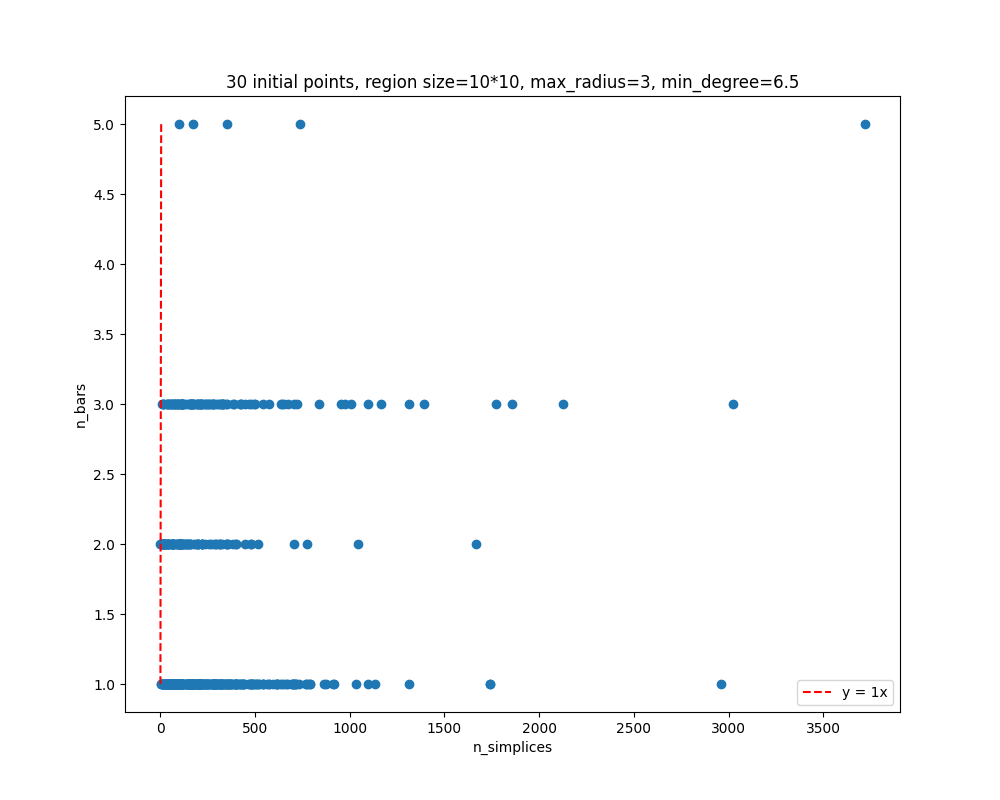 30 initial points, region size=10*10, max_radius=3, min_degree=6.5
5.0
4.5
4.0
3.5
3.0
2.5
2.0
1.5
1.0
n_bars
0 500 1000 1500 2000 2500 3000 3500
n_simplices
y = 1x